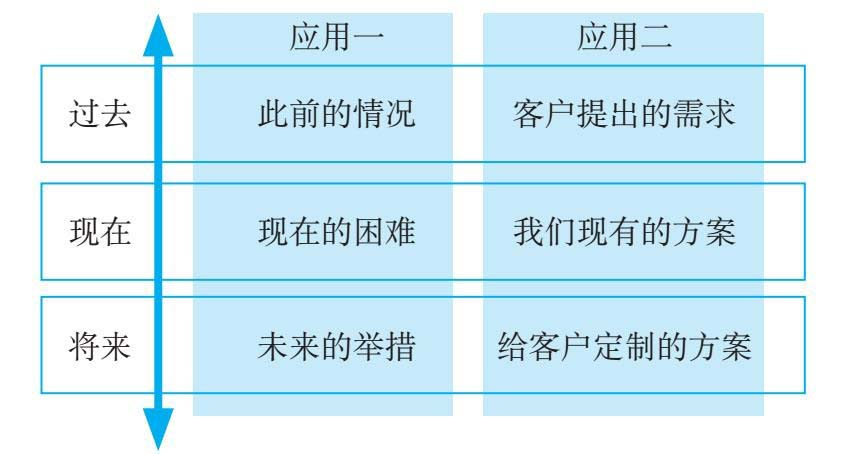 应用一 应用二
过去 此前的情况 客户提出的需求
现在 现在的困难 我们现有的方案
将来 未来的举措 给客户定制的方案